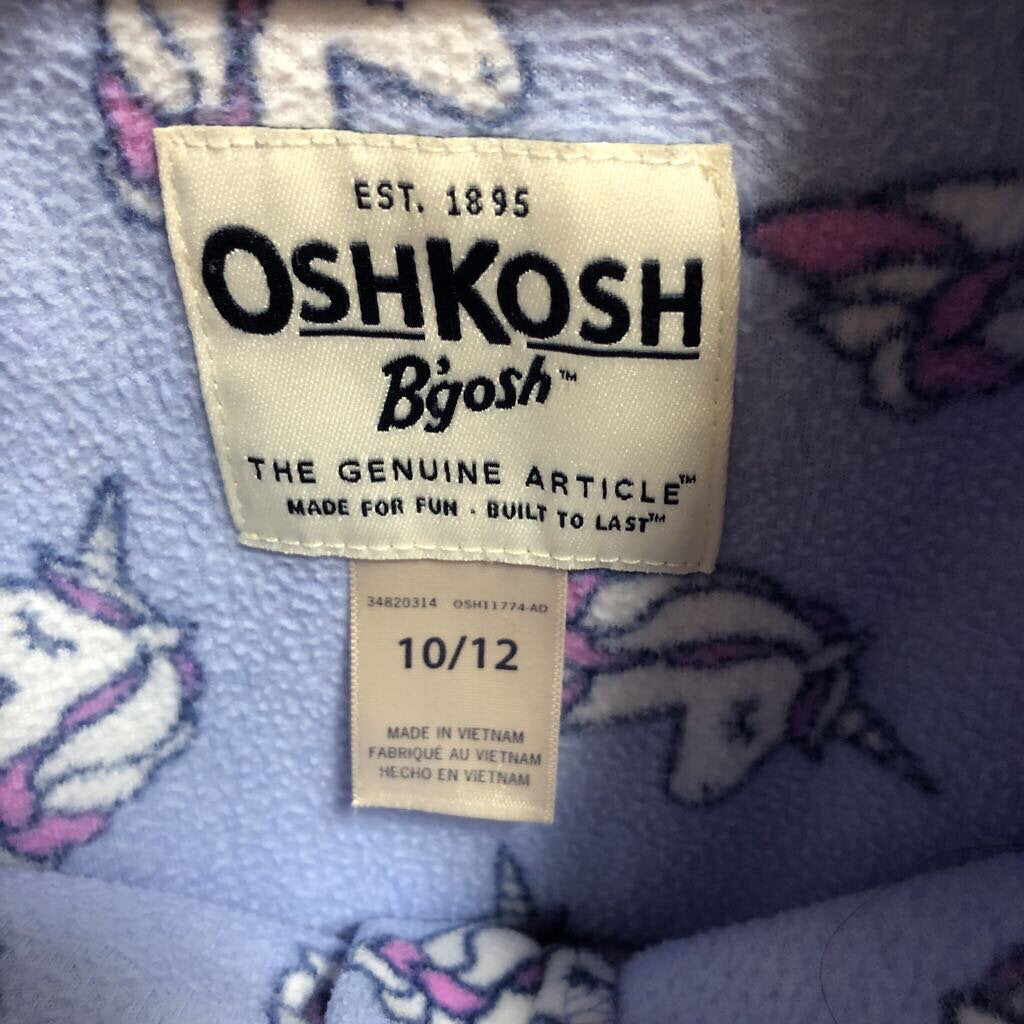 EST. 1895
OSHKOSH
B'gosh™
THE GENUINE ARTICLE™
MADE FOR FUN · BUILT TO LAST™
34820314 OSH11774-AD
10/12
MADE IN VIETNAM
FABRIQUÉ AU VIETNAM
HECHO EN VIETNAM